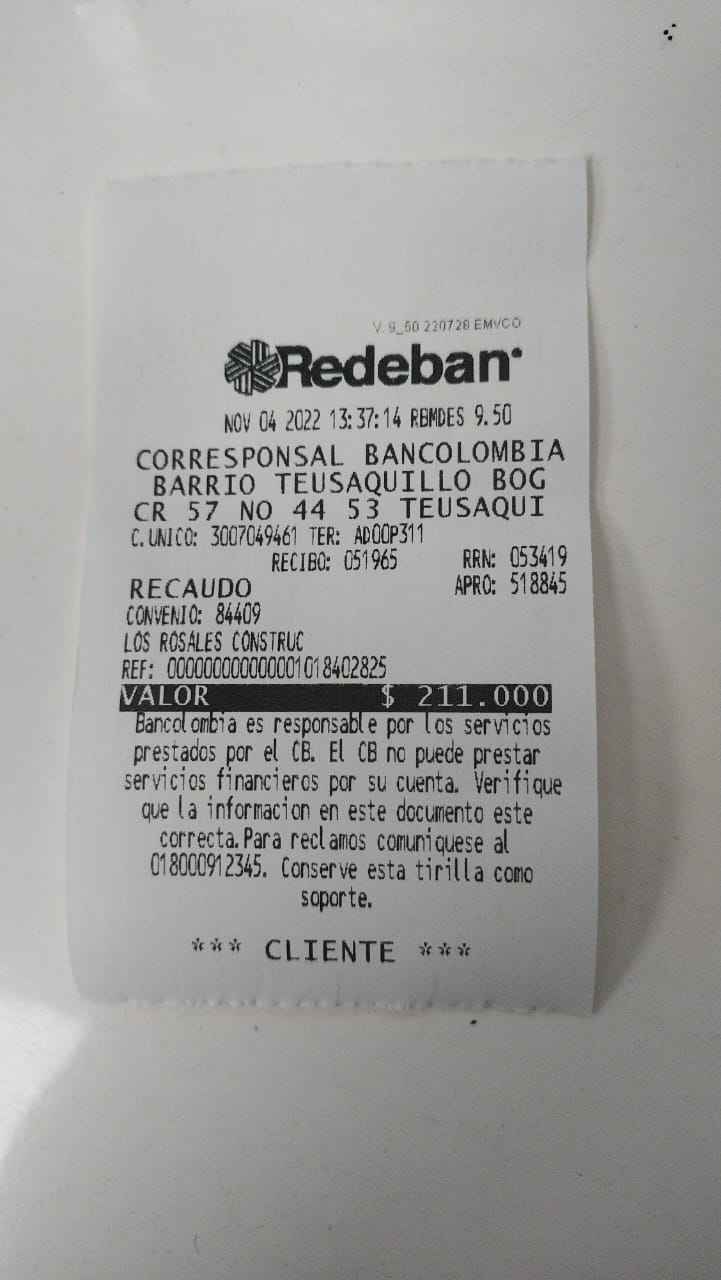 V. 9_50 220728 EMVCO
Redeban
NOV 04 2022 13:37:14 RBMDES 9.50
CORRESPONSAL BANCOLOMBIA
BARRIO TEUSAQUILLO BOG
CR 57 NO 44 53 TEUSAQUI
C. UNICO: 3007049461 TER: AD00P311
RECIBO: 051965 RRN: 053419
RECAUDO APRO: 518845
CONVENIO: 84409
LOS ROSALES CONSTRUC
REF: 00000000000001018402825
VALOR $ 211.000
Bancolombia es responsable por los servicios
prestados por el CB. El CB no puede prestar
servicios financieros por su cuenta. Verifique
que la informacion en este documento este
correcta.Para reclamos comuniquese al
018000912345. Conserve esta tirilla como
soporte.
*** CLIENTE ***